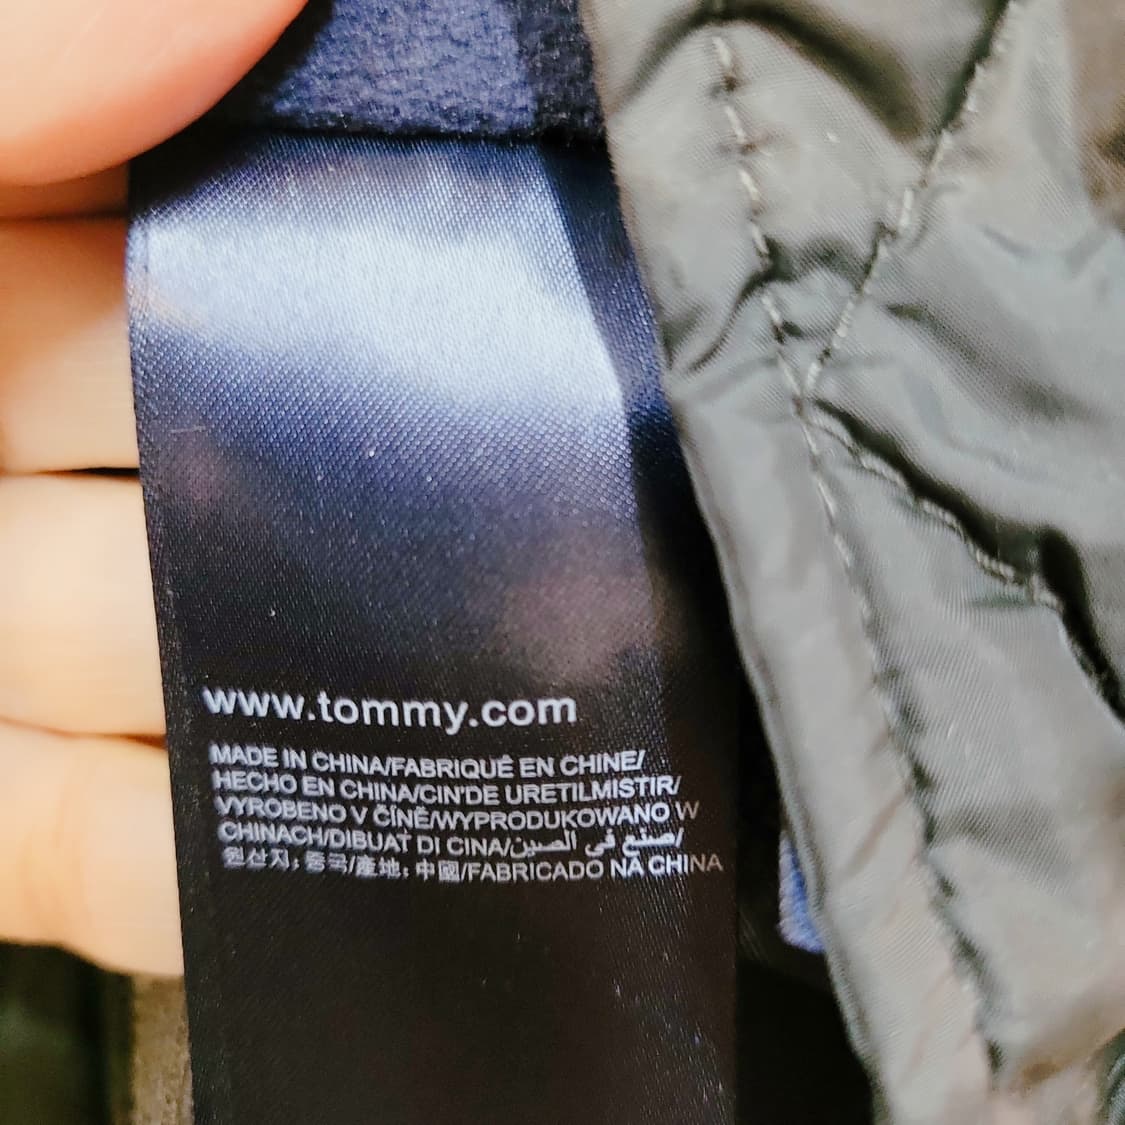 www.tommy.com
MADE IN CHINA/FABRIQUÉ EN CHINE/
HECHO EN CHINA/CIN'DE URETILMISTIR/
VYROBENO V ČÍNĚ/WYPRODUKOWANO W
CHINACH/DIBUAT DI CINA/صنع في الصين/
원산지: 중국/產地: 中國/FABRICADO NA CHINA